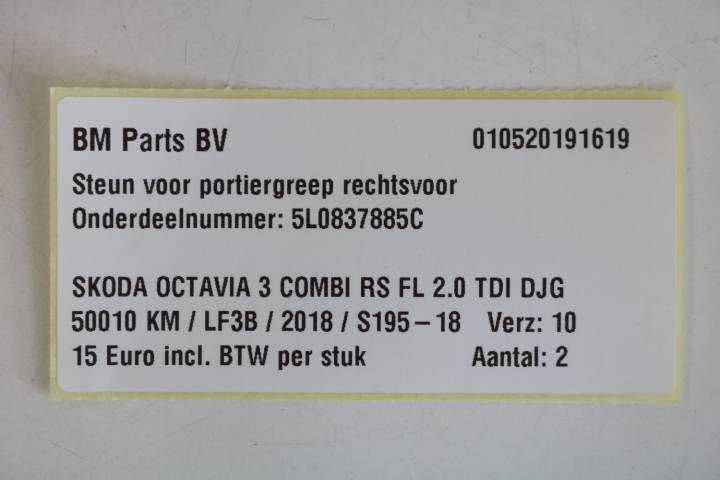 BM Parts BV 010520191619
Steun voor portiergreep rechtsvoor
Onderdeelnummer: 5L0837885C
SKODA OCTAVIA 3 COMBI RS FL 2.0 TDI DJG
50010 KM / LF3B / 2018 / S195-18 Verz: 10
15 Euro incl. BTW per stuk Aantal: 2